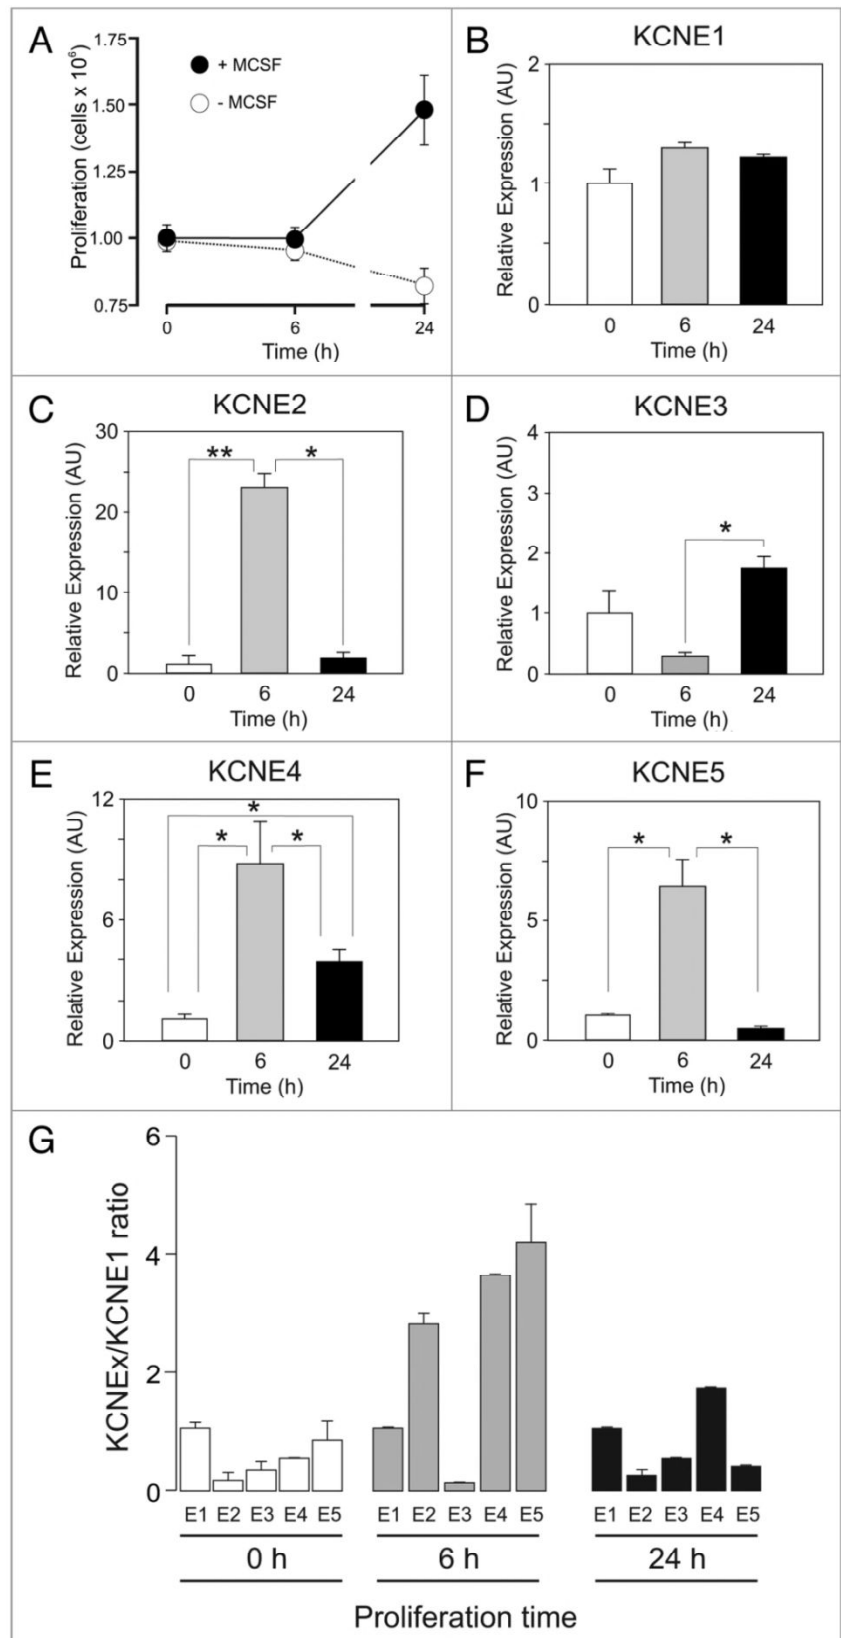 A
Proliferation (cells x 10⁶)
1.75
1.50
1.25
1.00
0.75
+ MCSF
- MCSF
0 6 24
Time (h)
B
KCNE1
Relative Expression (AU)
2
1
0
0 6 24
Time (h)
C
KCNE2
Relative Expression (AU)
30
20
10
0
** *
0 6 24
Time (h)
D
KCNE3
Relative Expression (AU)
4
3
2
1
0
*
0 6 24
Time (h)
E
KCNE4
Relative Expression (AU)
12
6
0
*
* *
0 6 24
Time (h)
F
KCNE5
Relative Expression (AU)
10
5
0
* *
0 6 24
Time (h)
G
KCNEx/KCNE1 ratio
6
4
2
0
E1 E2 E3 E4 E5 E1 E2 E3 E4 E5 E1 E2 E3 E4 E5
0 h 6 h 24 h
Proliferation time